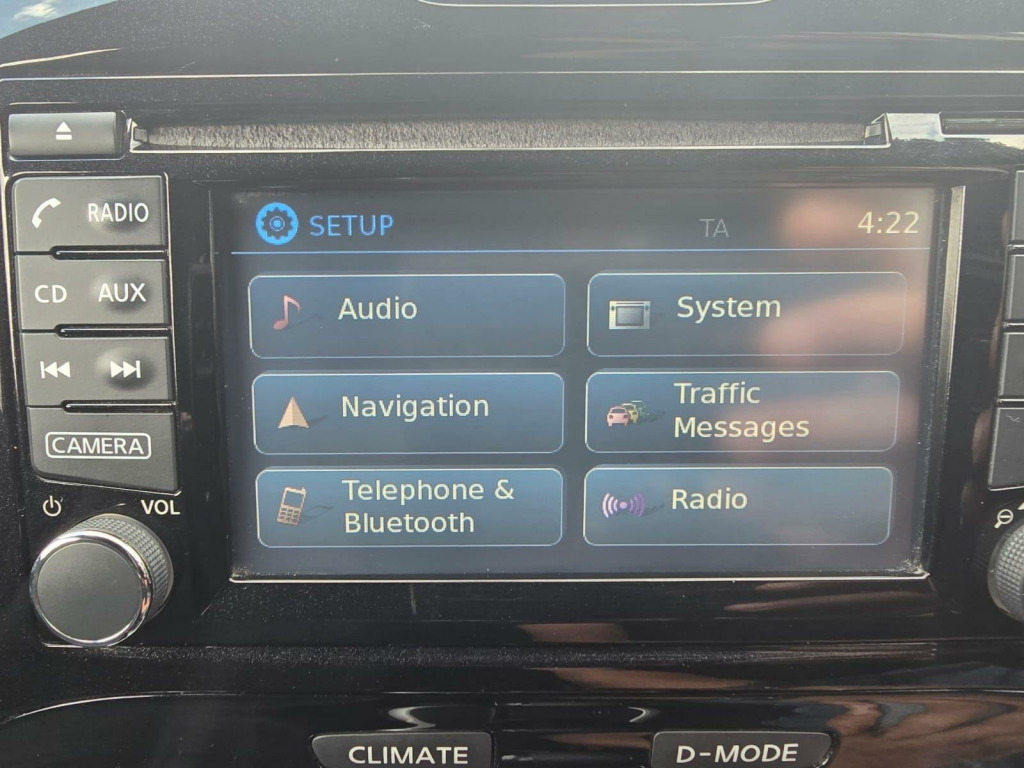 RADIO
CD AUX
CAMERA
VOL
SETUP TA 4:22
Audio
System
Navigation
Traffic
Messages
Telephone &
Bluetooth
Radio
CLIMATE
D-MODE